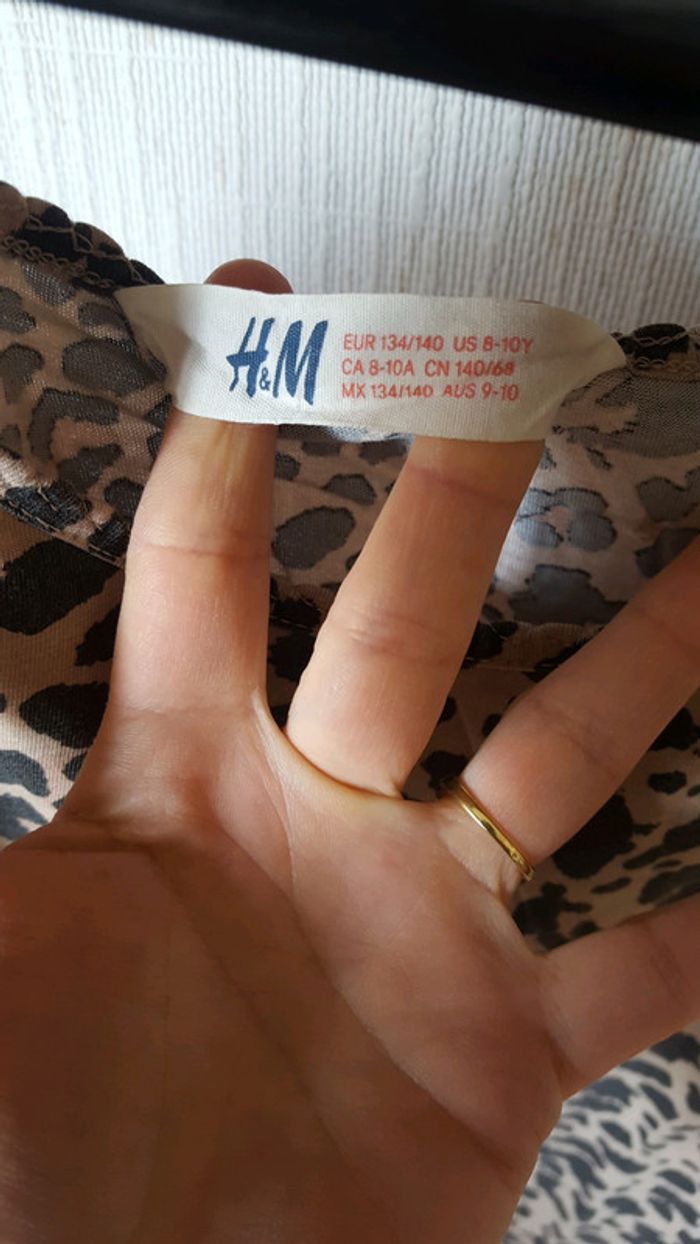 H&M
EUR 134/140 US 8-10Y
CA 8-10A CN 140/68
MX 134/140 AUS 9-10